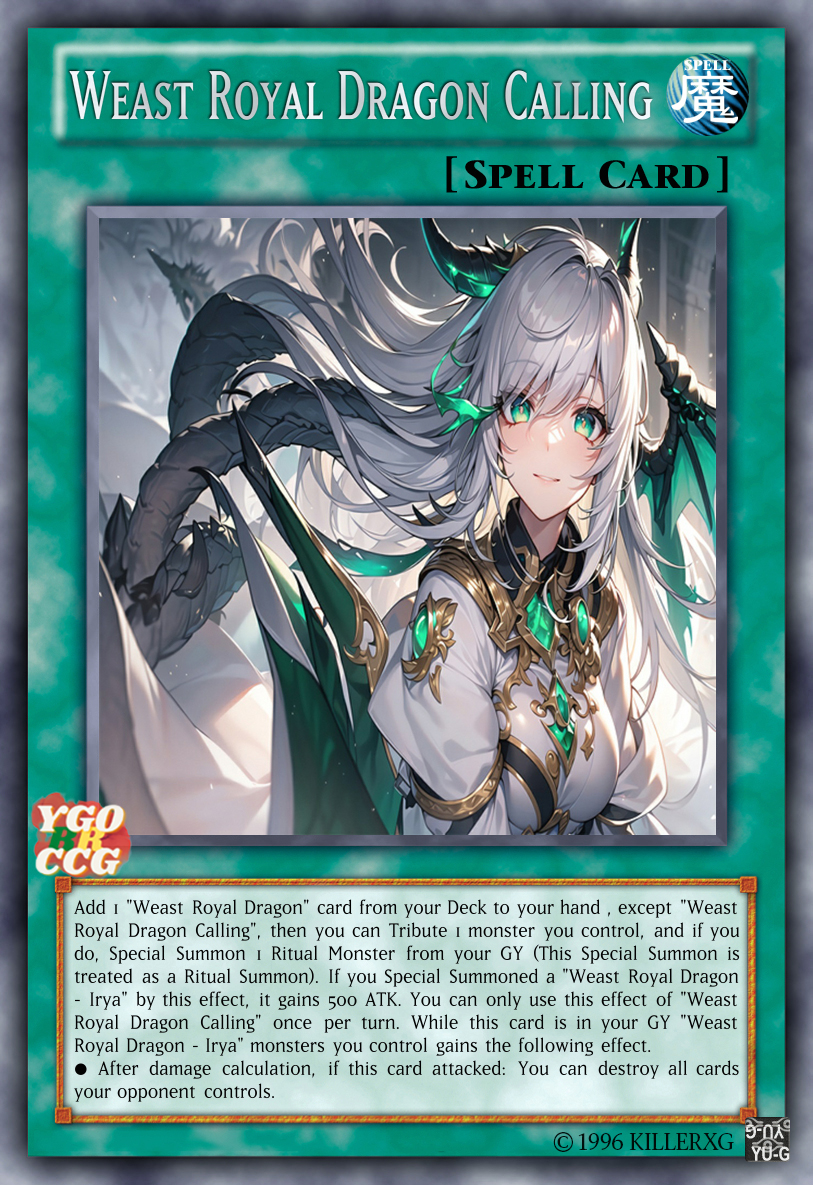 WEAST ROYAL DRAGON CALLING
SPELL
魔
[SPELL CARD]
YGO
RR
CCG
Add 1 "Weast Royal Dragon" card from your Deck to your hand , except "Weast
Royal Dragon Calling", then you can Tribute 1 monster you control, and if you
do, Special Summon 1 Ritual Monster from your GY (This Special Summon is
treated as a Ritual Summon). If you Special Summoned a "Weast Royal Dragon
- Irya" by this effect, it gains 500 ATK. You can only use this effect of "Weast
Royal Dragon Calling" once per turn. While this card is in your GY "Weast
Royal Dragon - Irya" monsters you control gains the following effect.
● After damage calculation, if this card attacked: You can destroy all cards
your opponent controls.
© 1996 KILLERXG
YU-G
YU-G